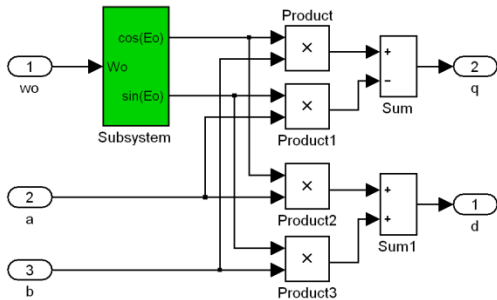 Product
cos(Eo)
×
+
1
Wo
2
wo
sin(Eo)
×
−
q
Subsystem
Product1
Sum
2
×
+
1
a
Product2
d
+
3
×
Sum1
b
Product3